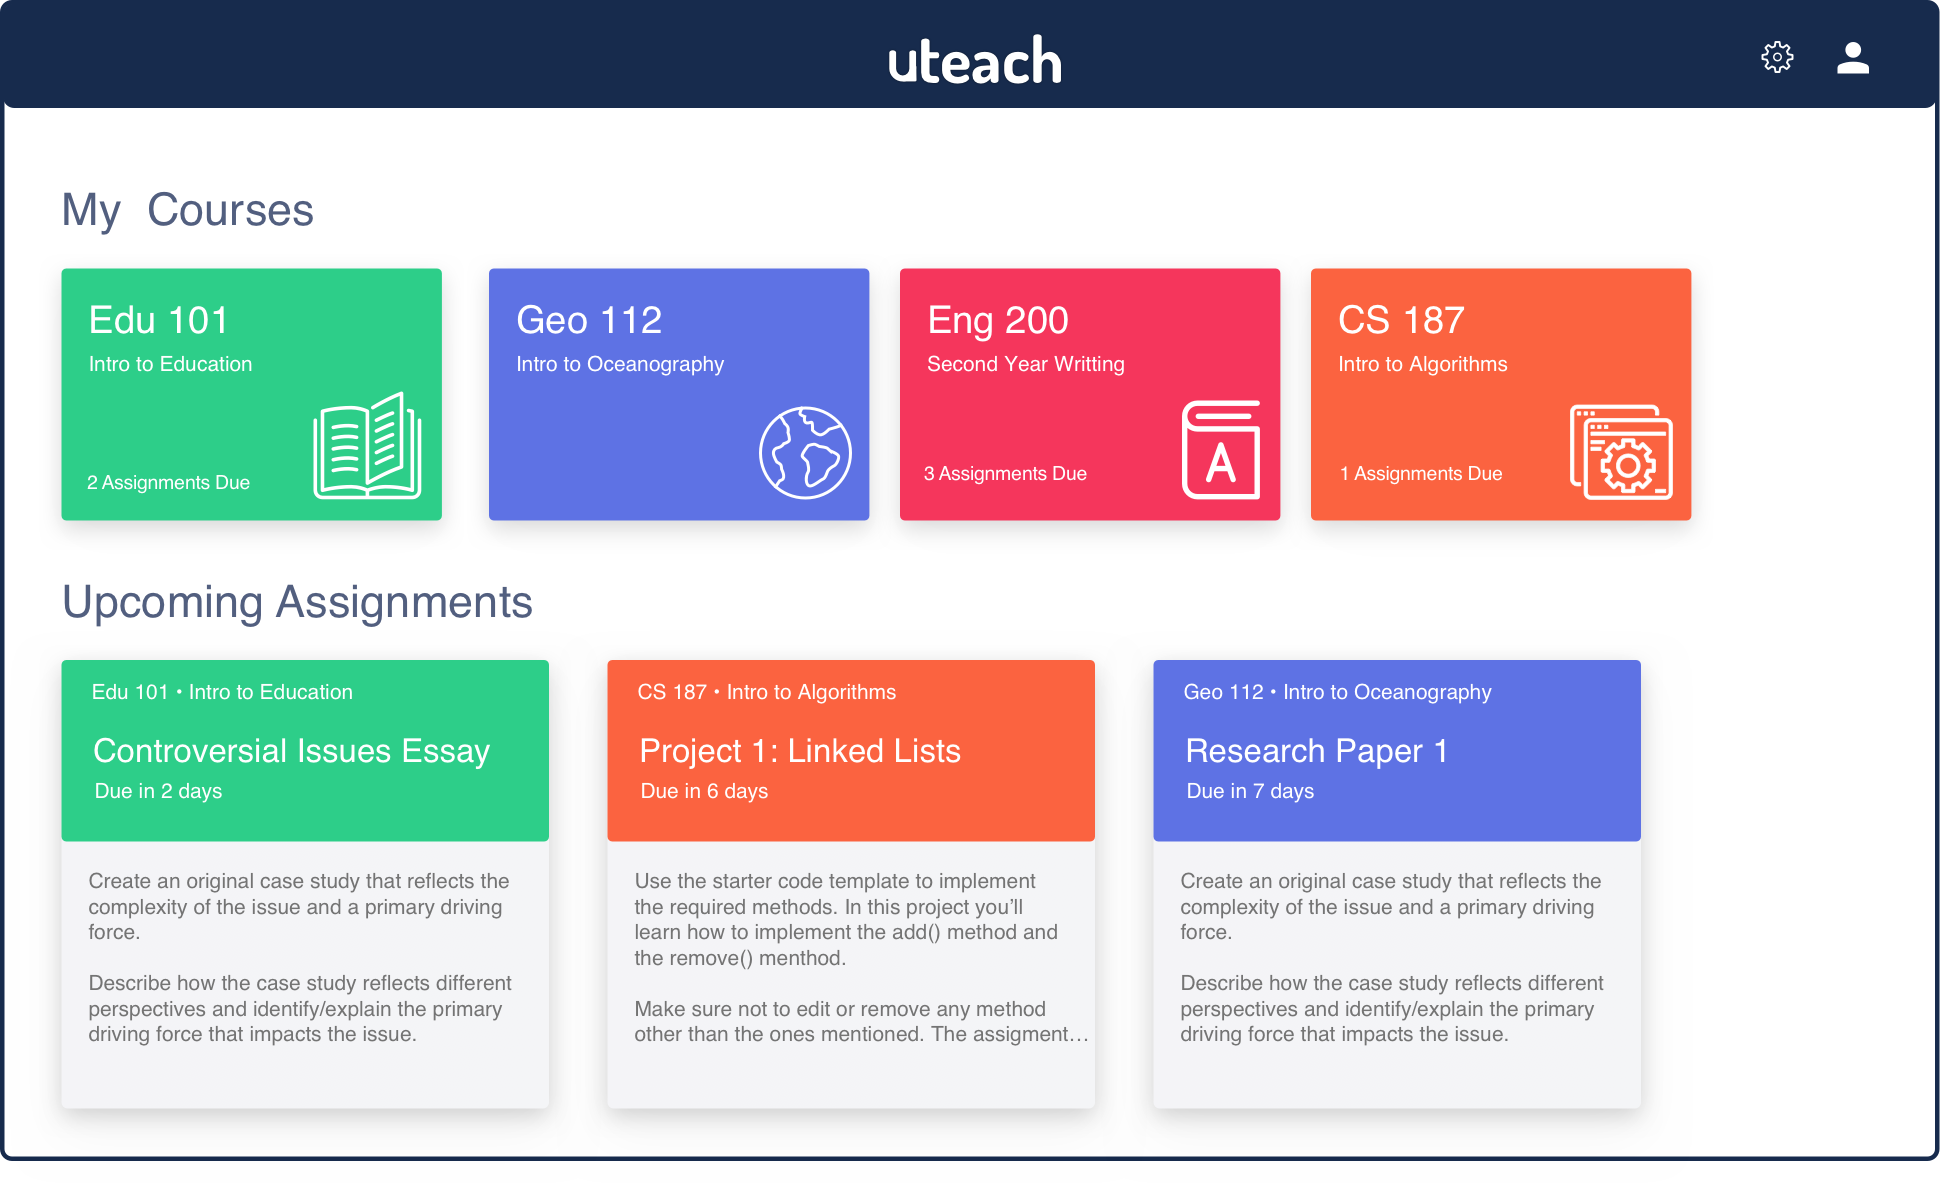 uteach
My Courses
Edu 101
Intro to Education
2 Assignments Due
Geo 112
Intro to Oceanography
Eng 200
Second Year Writting
3 Assignments Due
A
CS 187
Intro to Algorithms
1 Assignments Due
Upcoming Assignments
Edu 101 • Intro to Education
Controversial Issues Essay
Due in 2 days
Create an original case study that reflects the
complexity of the issue and a primary driving
force.
Describe how the case study reflects different
perspectives and identify/explain the primary
driving force that impacts the issue.
CS 187 • Intro to Algorithms
Project 1: Linked Lists
Due in 6 days
Use the starter code template to implement
the required methods. In this project you’ll
learn how to implement the add() method and
the remove() menthod.
Make sure not to edit or remove any method
other than the ones mentioned. The assigment…
Geo 112 • Intro to Oceanography
Research Paper 1
Due in 7 days
Create an original case study that reflects the
complexity of the issue and a primary driving
force.
Describe how the case study reflects different
perspectives and identify/explain the primary
driving force that impacts the issue.